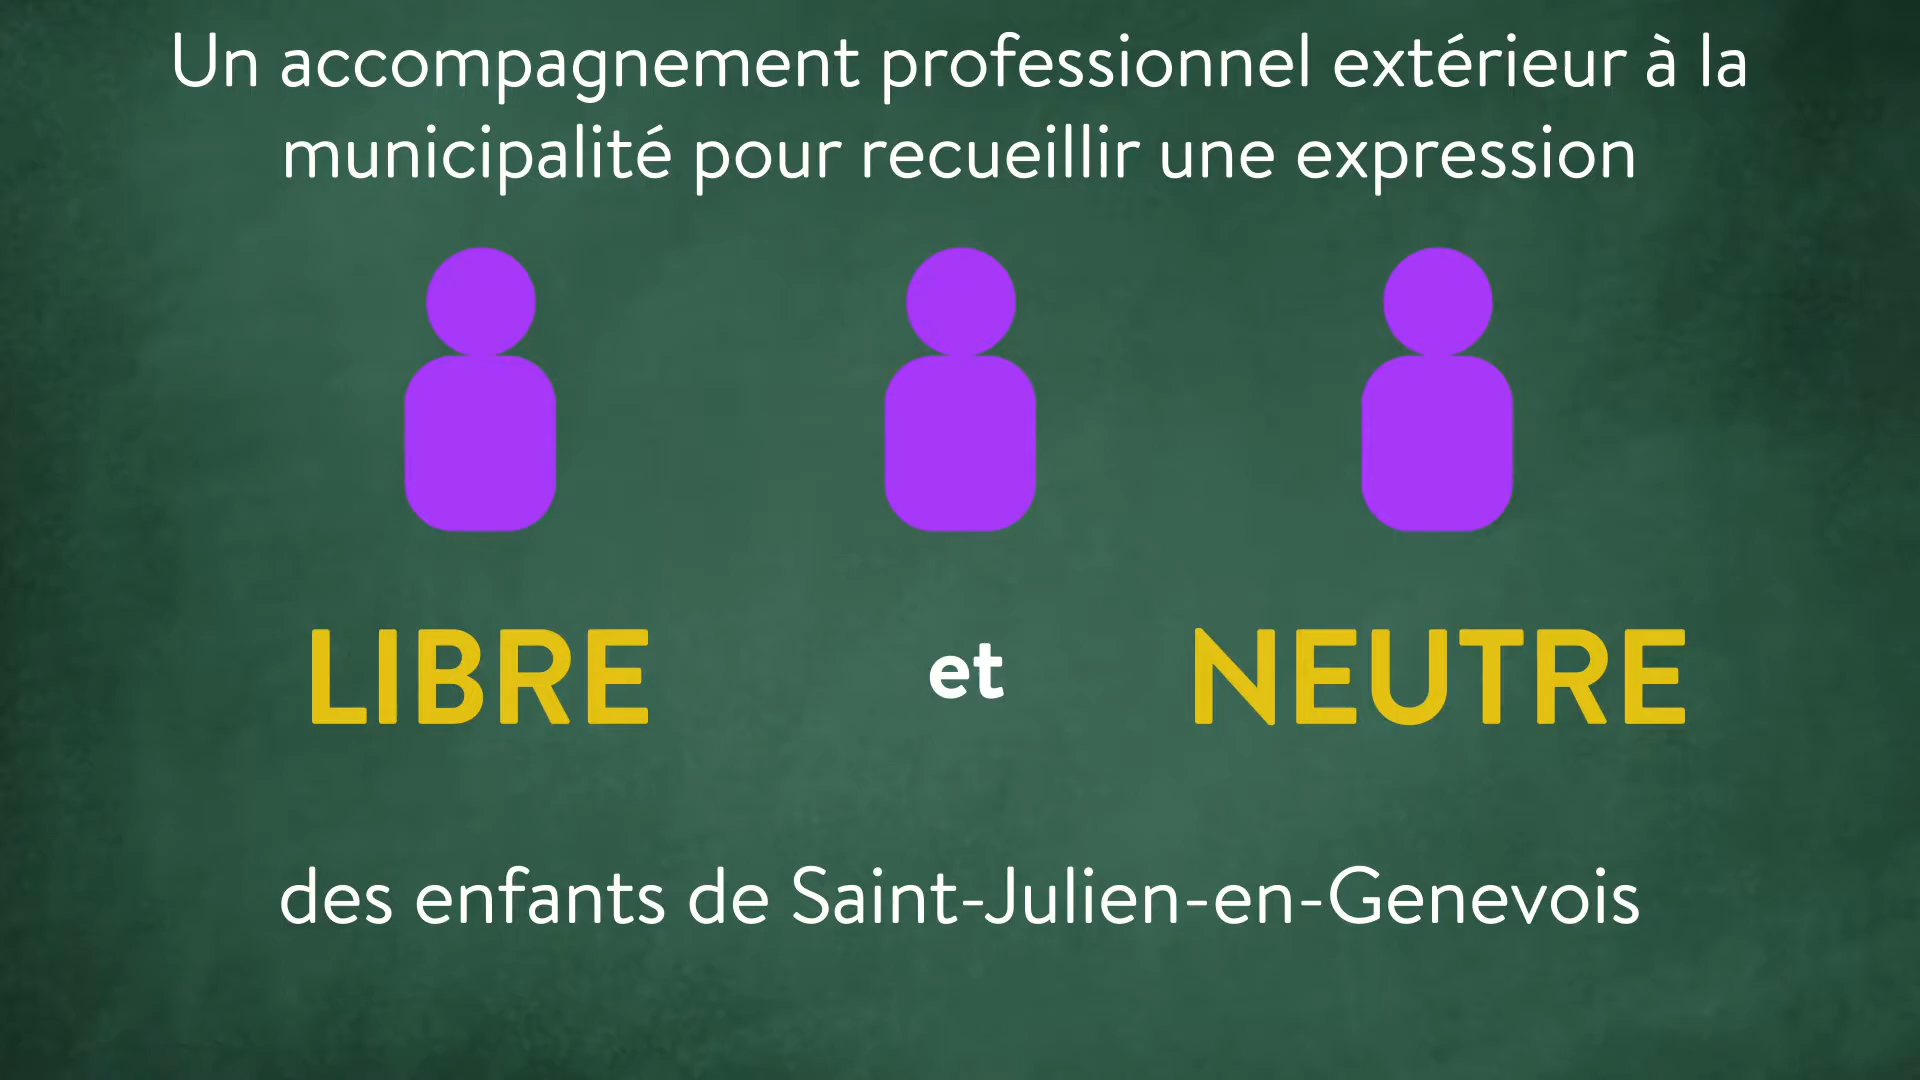 Un accompagnement professionnel extérieur à la
municipalité pour recueillir une expression
LIBRE et NEUTRE
des enfants de Saint-Julien-en-Genevois